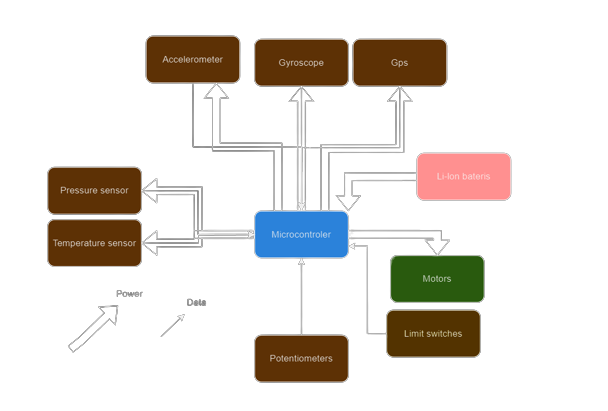 Accelerometer
Gyroscope
Gps
Li-Ion bateris
Pressure sensor
Temperature sensor
Microcontroler
Motors
Power
Data
Limit switches
Potentiometers